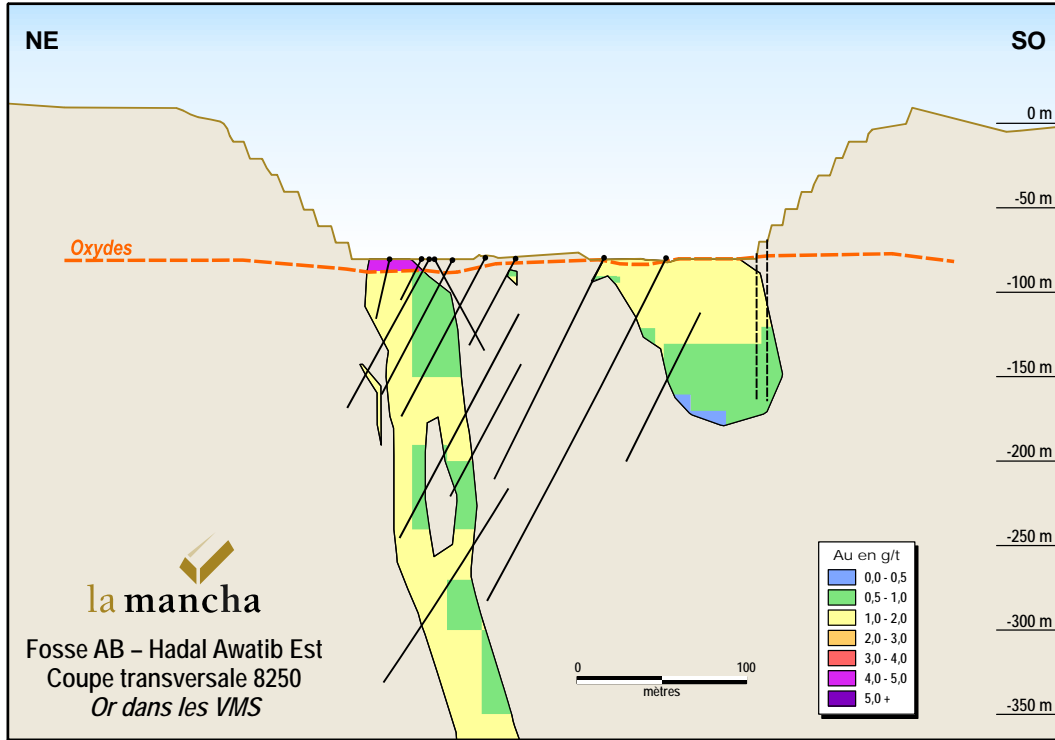 NE
SO
0 m
-50 m
Oxydes
-100 m
-150 m
-200 m
-250 m
-300 m
-350 m
la mancha
Fosse AB – Hadal Awatib Est
Coupe transversale 8250
Or dans les VMS
0 100
mètres
Au en g/t
0,0 - 0,5
0,5 - 1,0
1,0 - 2,0
2,0 - 3,0
3,0 - 4,0
4,0 - 5,0
5,0 +